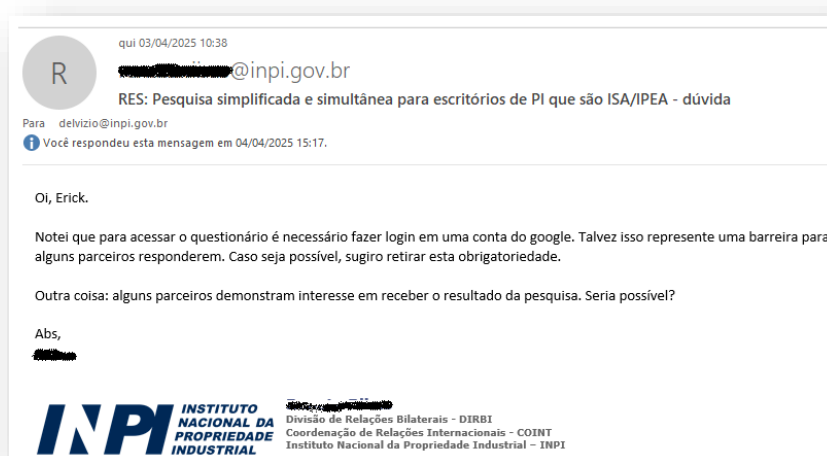 qui 03/04/2025 10:38
R
@inpi.gov.br
RES: Pesquisa simplificada e simultânea para escritórios de PI que são ISA/IPEA - dúvida
Para delvizio@inpi.gov.br
Você respondeu esta mensagem em 04/04/2025 15:17.
Oi, Erick.
Notei que para acessar o questionário é necessário fazer login em uma conta do google. Talvez isso represente uma barreira para
alguns parceiros responderem. Caso seja possível, sugiro retirar esta obrigatoriedade.
Outra coisa: alguns parceiros demonstram interesse em receber o resultado da pesquisa. Seria possível?
Abs,
INPI
INSTITUTO
NACIONAL DA
PROPRIEDADE
INDUSTRIAL
Divisão de Relações Bilaterais - DIRBI
Coordenação de Relações Internacionais - COINT
Instituto Nacional da Propriedade Industrial – INPI